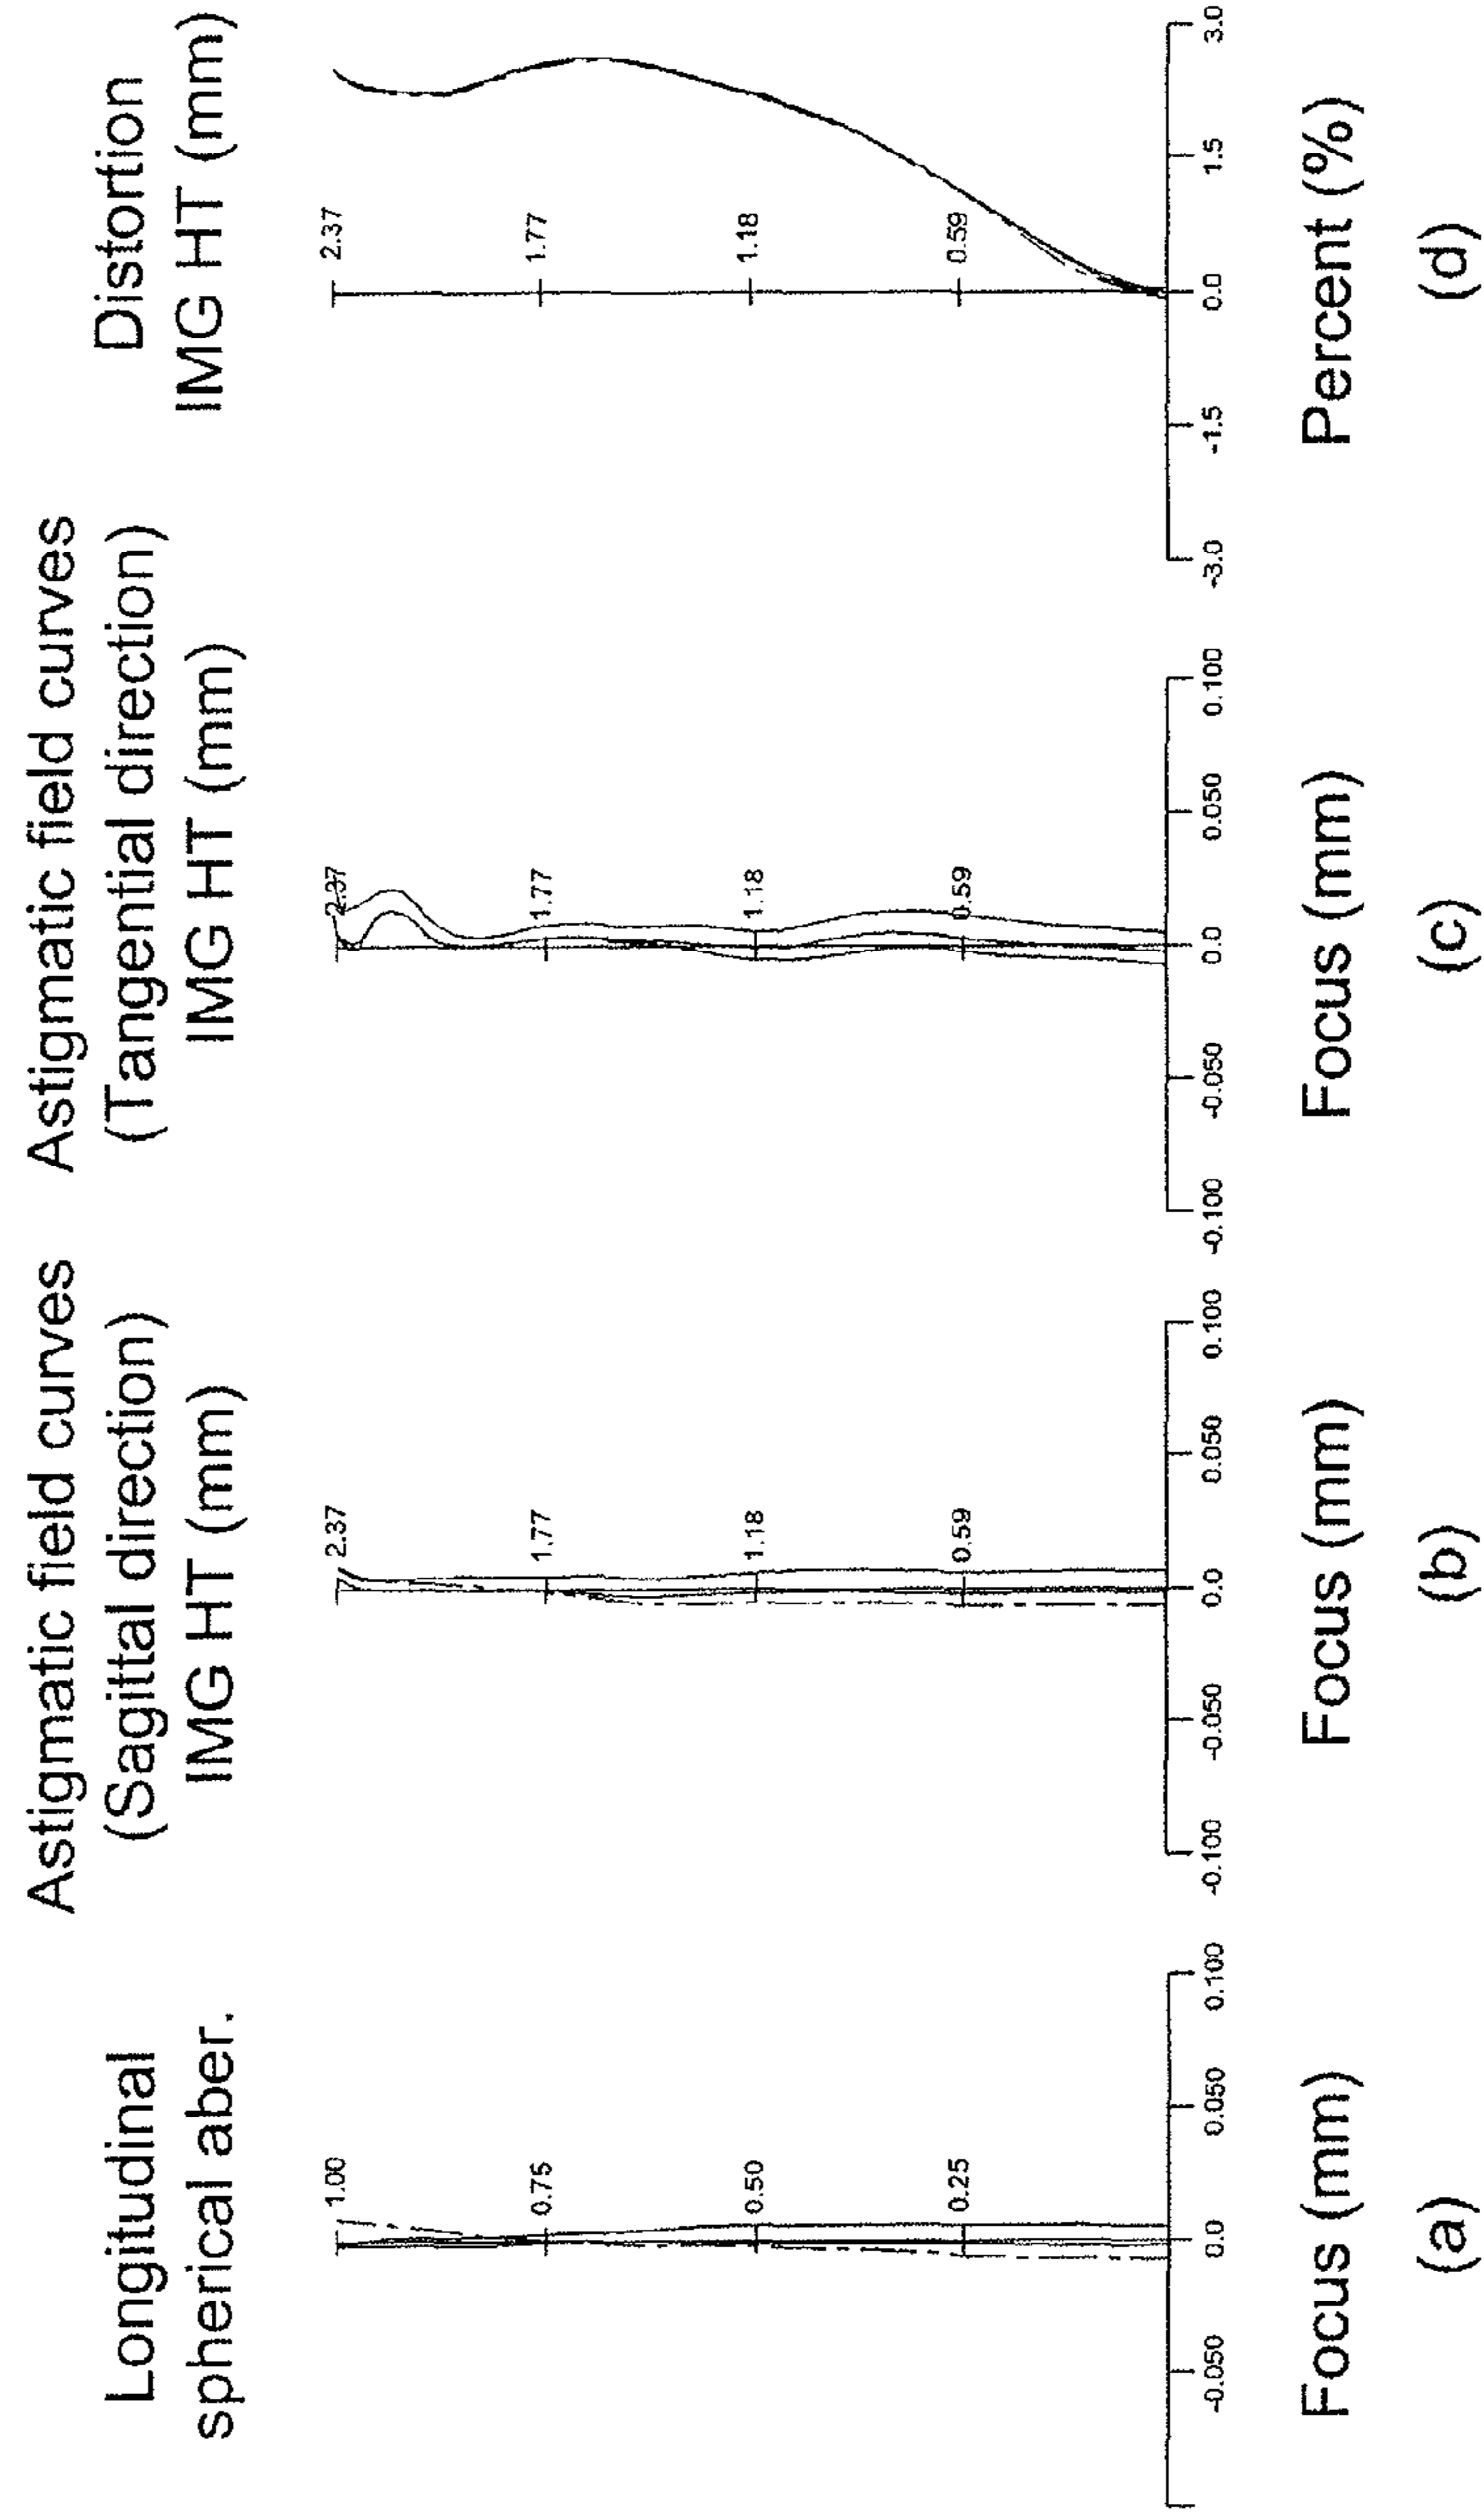 Longitudinal
spherical aber.
1.00
0.75
0.50
0.25
-0.050
0.0
0.050
0.100
Focus (mm)
(a)
Astigmatic field curves
(Sagittal direction)
IMG HT (mm)
2.37
1.77
1.18
0.59
-0.100
-0.050
0.0
0.050
0.100
Focus (mm)
(b)
Astigmatic field curves
(Tangential direction)
IMG HT (mm)
2.37
1.77
1.18
0.59
-0.100
-0.050
0.0
0.050
0.100
Focus (mm)
(c)
Distortion
IMG HT (mm)
2.37
1.77
1.18
0.59
-3.0
-1.5
0.0
1.5
3.0
Percent (%)
(d)